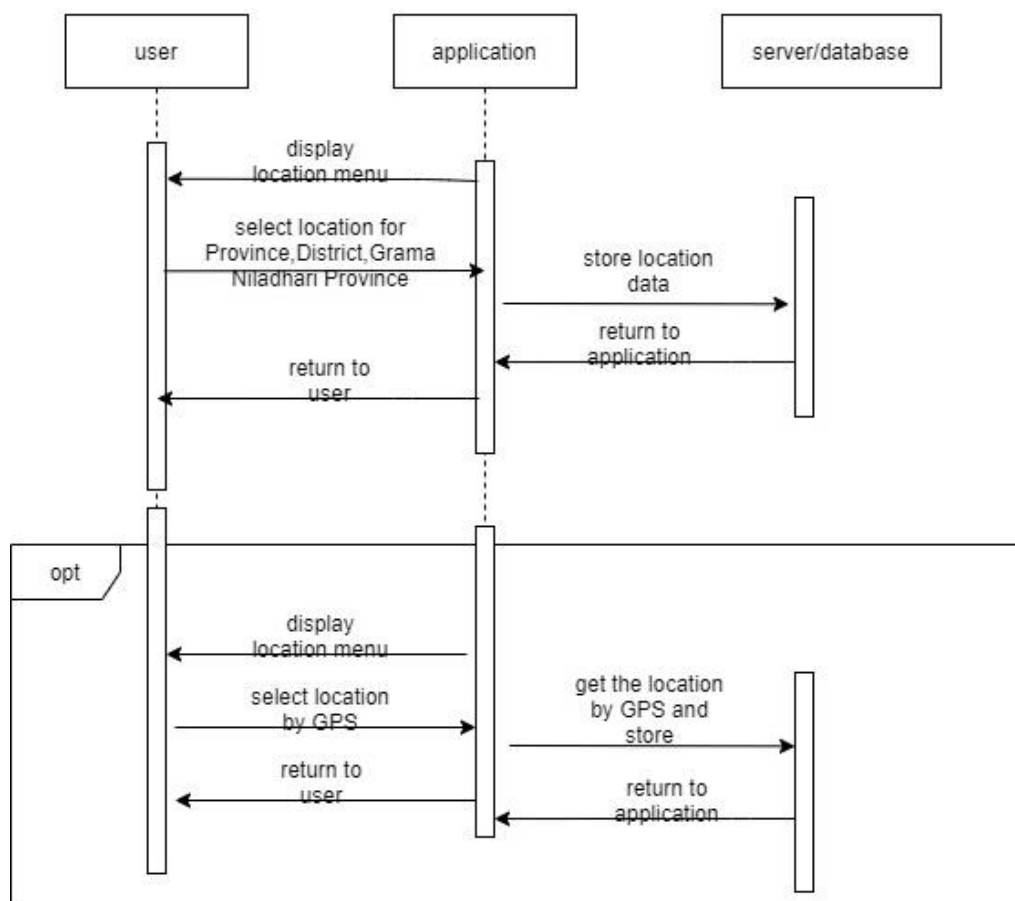 user
application
server/database
display
location menu
select location for
Province,District,Grama
Niladhari Province
store location
data
return to
application
return to
user
opt
display
location menu
select location
by GPS
get the location
by GPS and
store
return to
user
return to
application